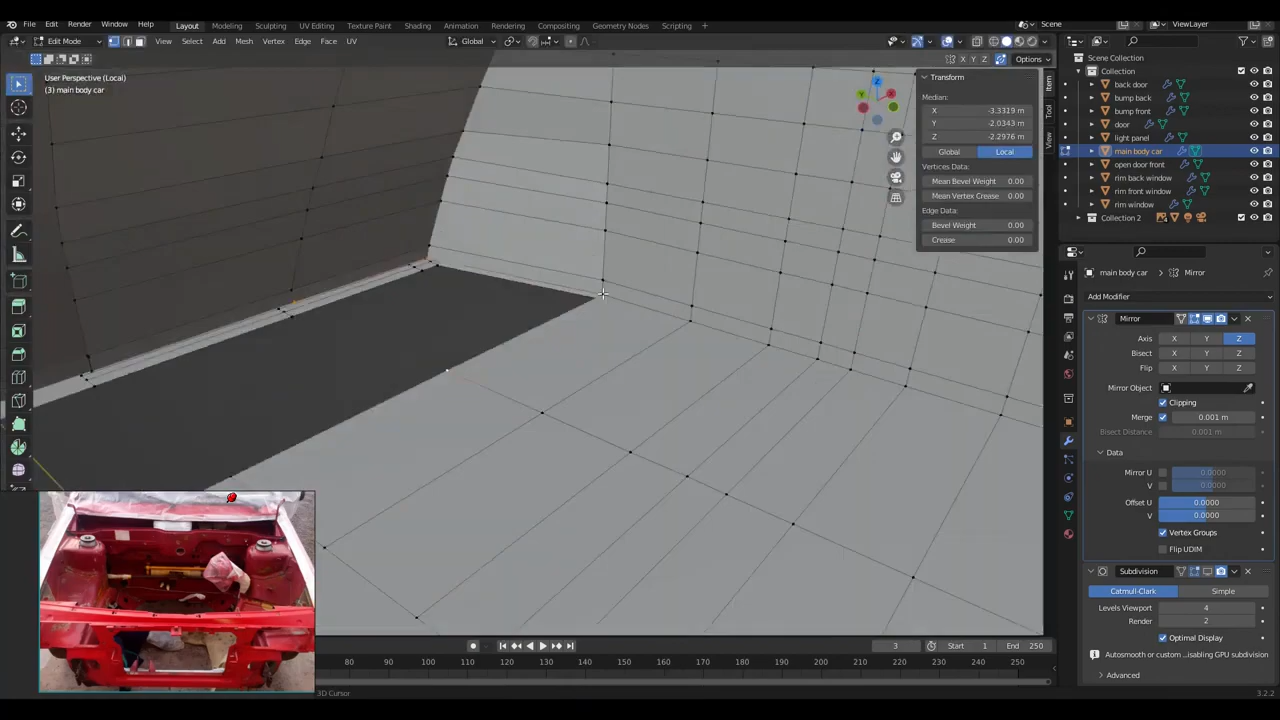 File Edit Render Window Help Layout Modeling Sculpting UV Editing Texture Paint Shading Animation Rendering Compositing Geometry Nodes Scripting + Scene ViewLayer
Edit Mode View Select Add Mesh Vertex Edge Face UV Global
X Y Z Options
User Perspective (Local)
(3) main body car
Transform
Median:
X -3.3319 m
Y -2.0343 m
Z -2.2976 m
Global Local
Vertices Data:
Mean Bevel Weight 0.00
Mean Vertex Crease 0.00
Edge Data:
Bevel Weight 0.00
Crease 0.00
Item
Tool
View
Z
Y
X
Scene Collection
Collection
back door
bump back
bump front
door
light panel
main body car
open door front
rim back window
rim front window
rim window
Collection 2
main body car Mirror
Add Modifier
Mirror
Axis X Y Z
Bisect X Y Z
Flip X Y Z
Mirror Object
Clipping
Merge 0.001 m
Bisect Distance 0.001 m
Data
Mirror U 0.0000
V 0.0000
Offset U 0.0000
V 0.0000
Vertex Groups
Flip UDIM
Subdivision
Catmull-Clark Simple
Levels Viewport 4
Render 2
Optimal Display
Autosmooth or custom ..isabling GPU subdivision
Advanced
3 Start 1 End 250
80 90 100 110 120 130 140 150 160 170 180 190 200 210 220 230 240 250
3D Cursor
3.2.2